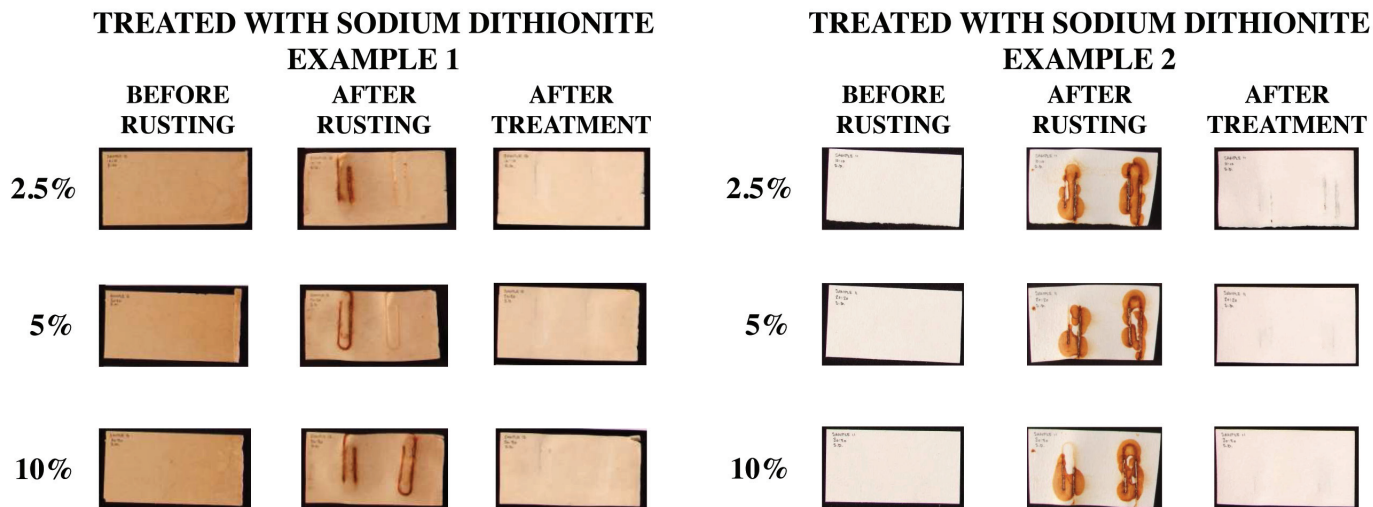 TREATED WITH SODIUM DITHIONITE
EXAMPLE 1
BEFORE RUSTING
AFTER RUSTING
AFTER TREATMENT
2.5%
5%
10%
TREATED WITH SODIUM DITHIONITE
EXAMPLE 2
BEFORE RUSTING
AFTER RUSTING
AFTER TREATMENT
2.5%
5%
10%